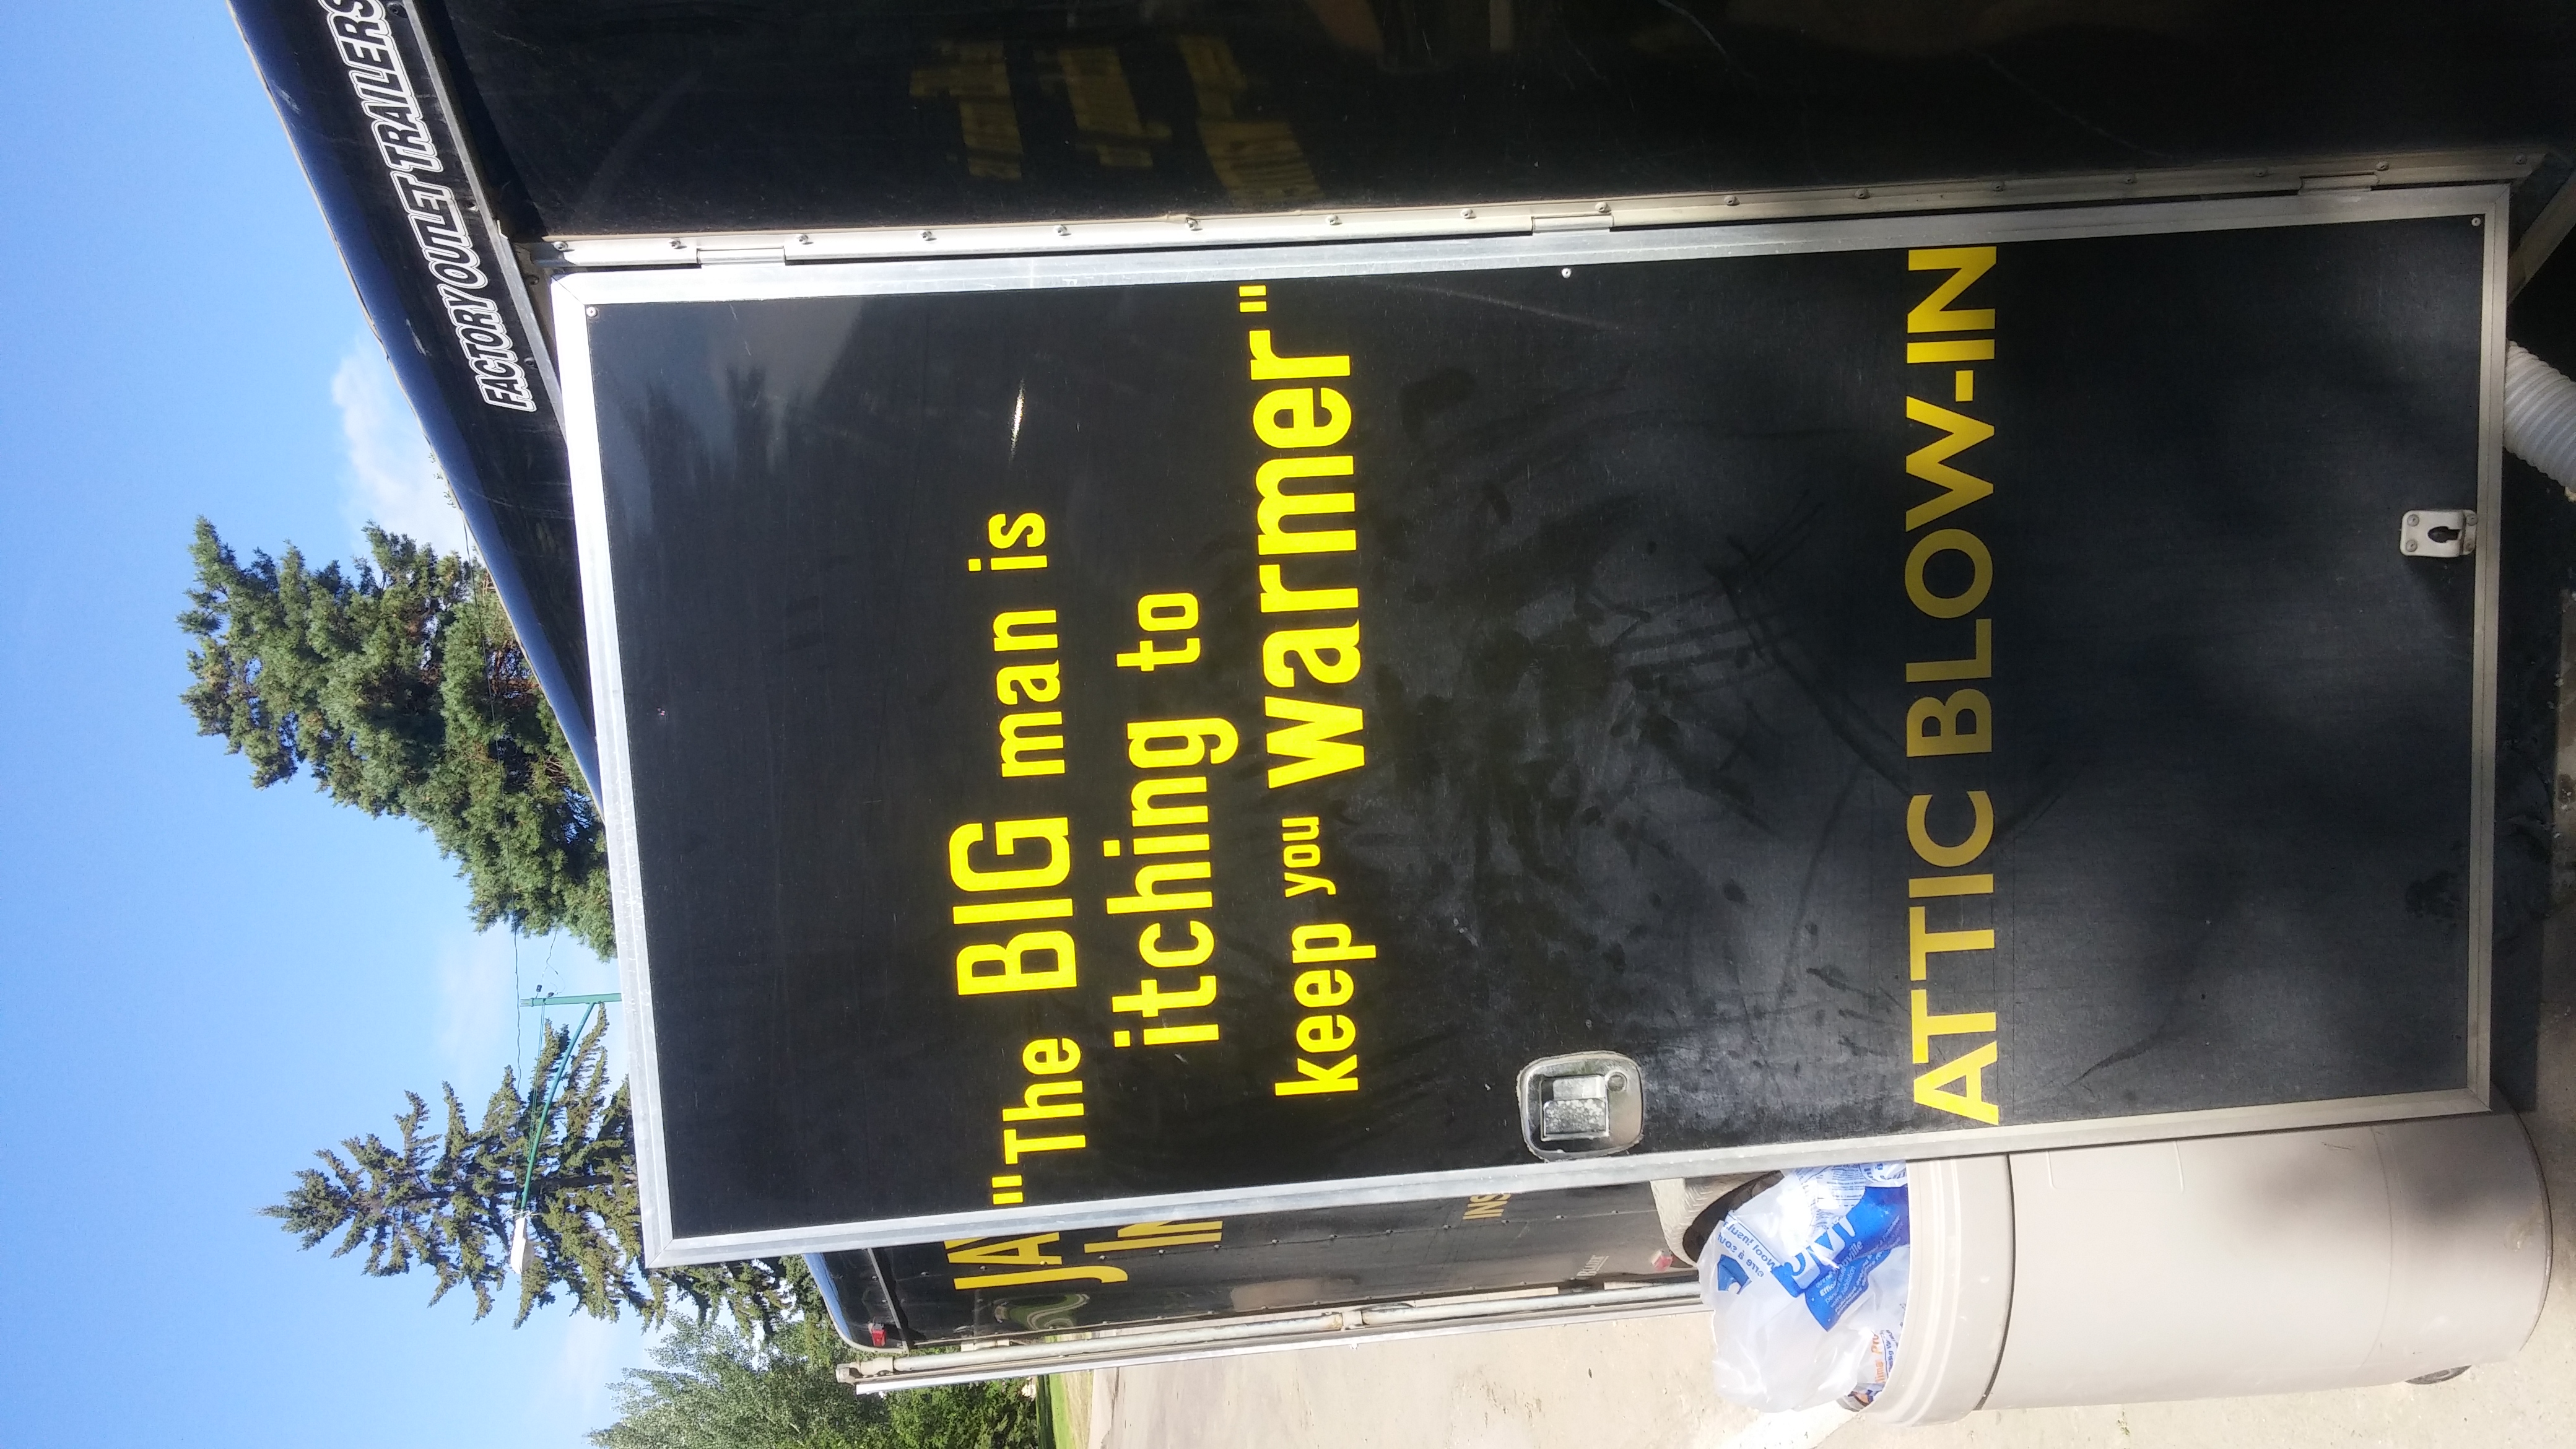 FACTORY OUTLET TRAILERS
"The BIG man is
itching to
keep you warmer"
ATTIC BLOW-IN